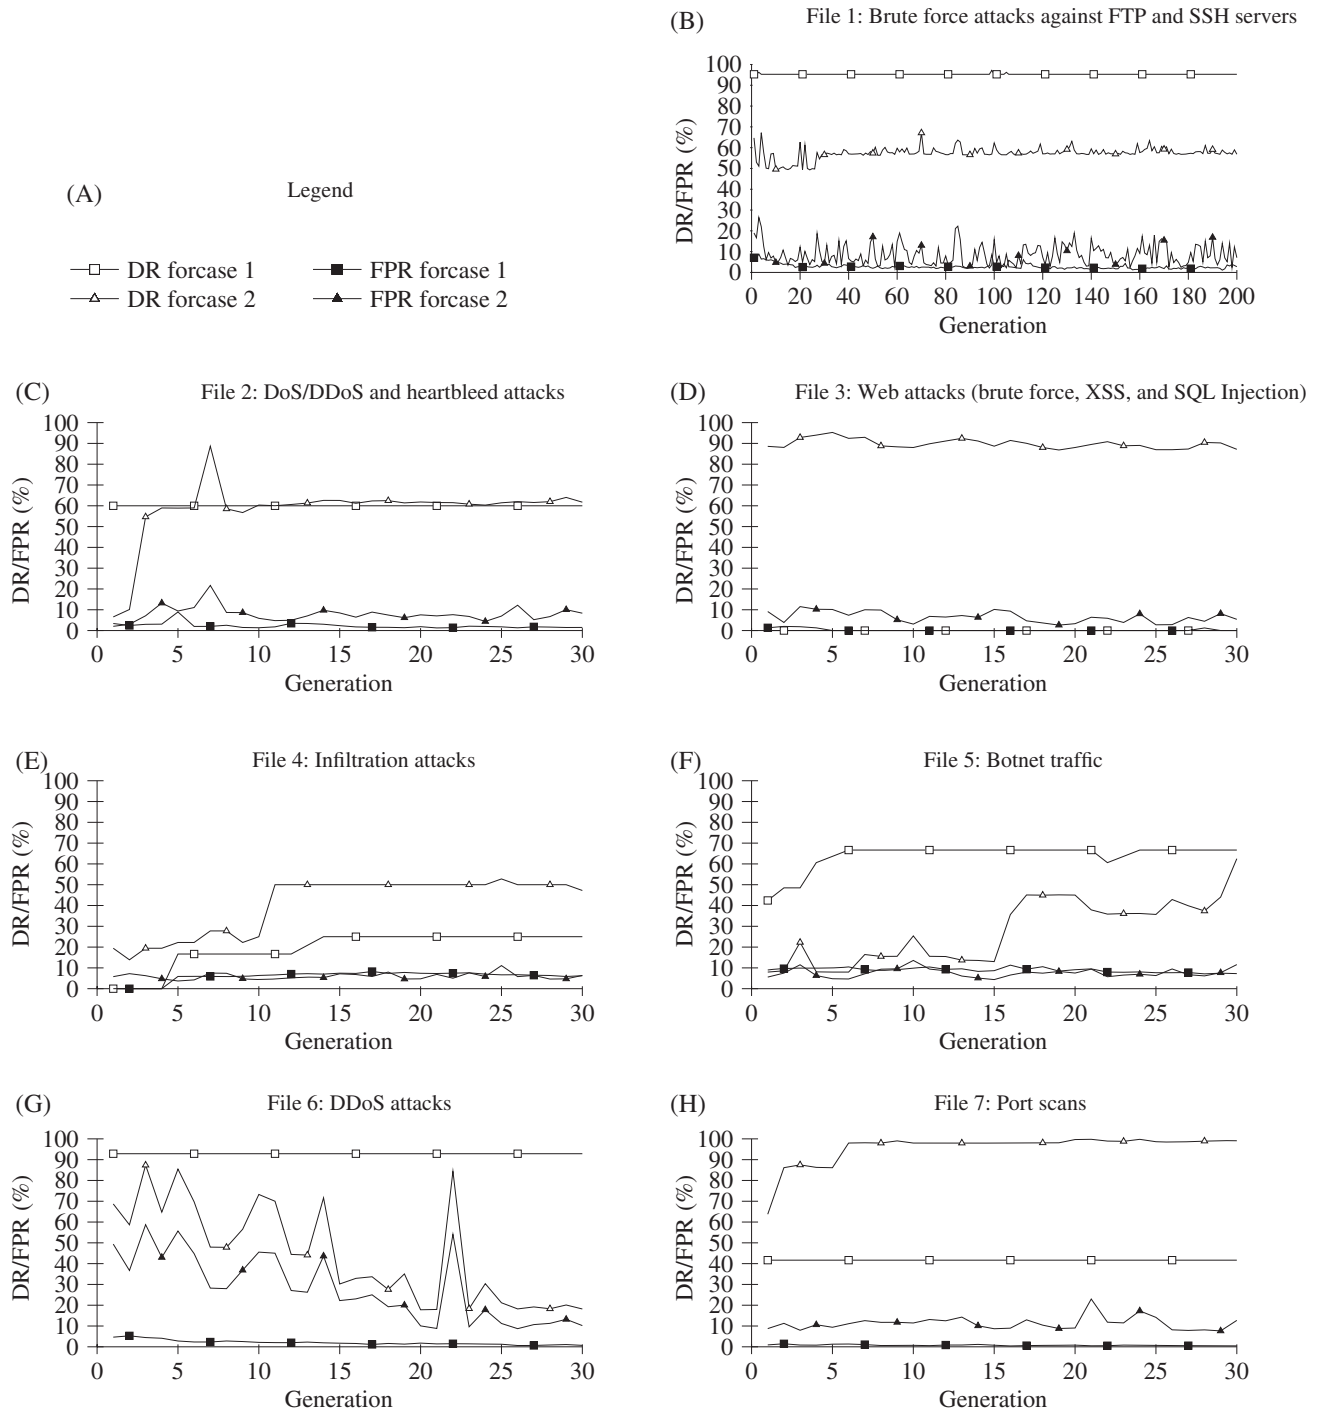 (A)
Legend
DR forcase 1
FPR forcase 1
DR forcase 2
FPR forcase 2
(B)
File 1: Brute force attacks against FTP and SSH servers
DR/FPR (%)
100
90
80
70
60
50
40
30
20
10
0
0 20 40 60 80 100 120 140 160 180 200
Generation
(C)
File 2: DoS/DDoS and heartbleed attacks
DR/FPR (%)
100
90
80
70
60
50
40
30
20
10
0
0 5 10 15 20 25 30
Generation
(D)
File 3: Web attacks (brute force, XSS, and SQL Injection)
DR/FPR (%)
100
90
80
70
60
50
40
30
20
10
0
0 5 10 15 20 25 30
Generation
(E)
File 4: Infiltration attacks
DR/FPR (%)
100
90
80
70
60
50
40
30
20
10
0
0 5 10 15 20 25 30
Generation
(F)
File 5: Botnet traffic
DR/FPR (%)
100
90
80
70
60
50
40
30
20
10
0
0 5 10 15 20 25 30
Generation
(G)
File 6: DDoS attacks
DR/FPR (%)
100
90
80
70
60
50
40
30
20
10
0
0 5 10 15 20 25 30
Generation
(H)
File 7: Port scans
DR/FPR (%)
100
90
80
70
60
50
40
30
20
10
0
0 5 10 15 20 25 30
Generation